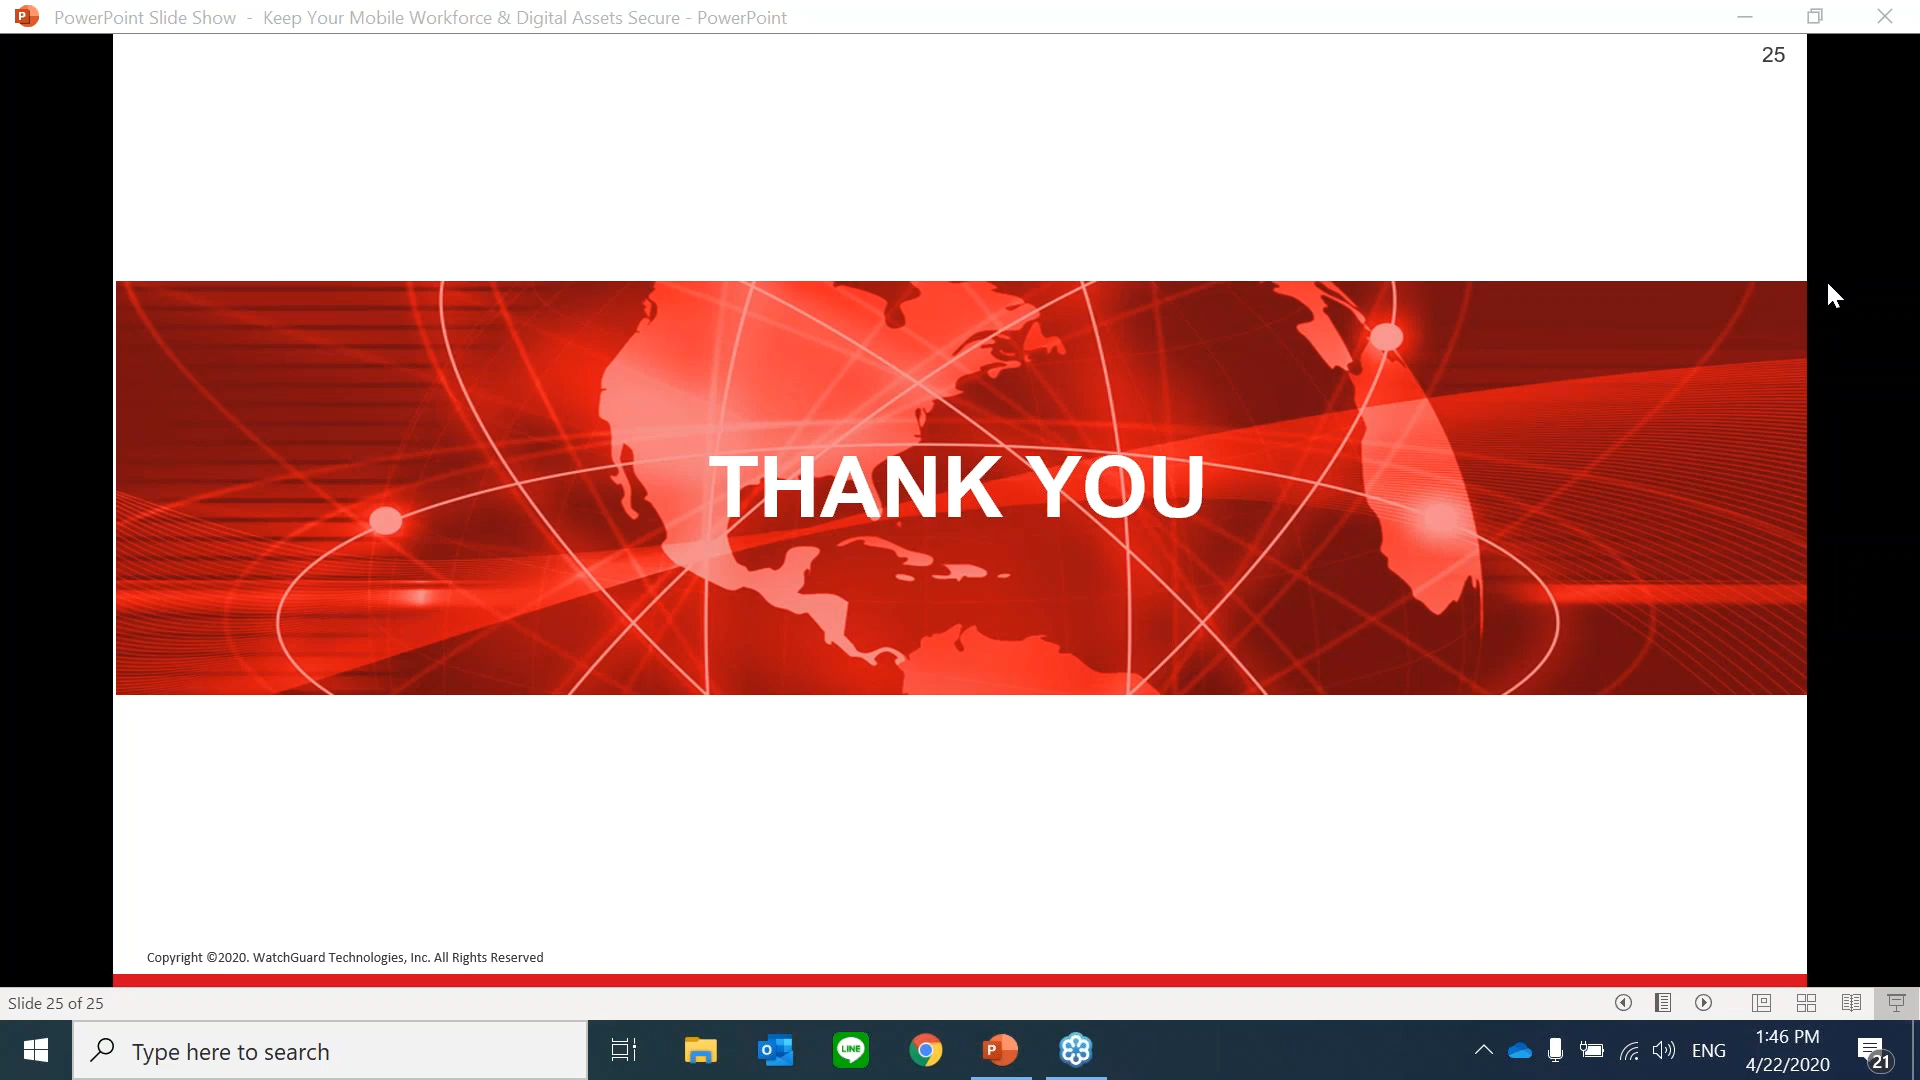 PowerPoint Slide Show - Keep Your Mobile Workforce & Digital Assets Secure - PowerPoint
25
THANK YOU
Copyright ©2020. WatchGuard Technologies, Inc. All Rights Reserved
Slide 25 of 25
Type here to search
LINE
ENG
1:46 PM
4/22/2020
21